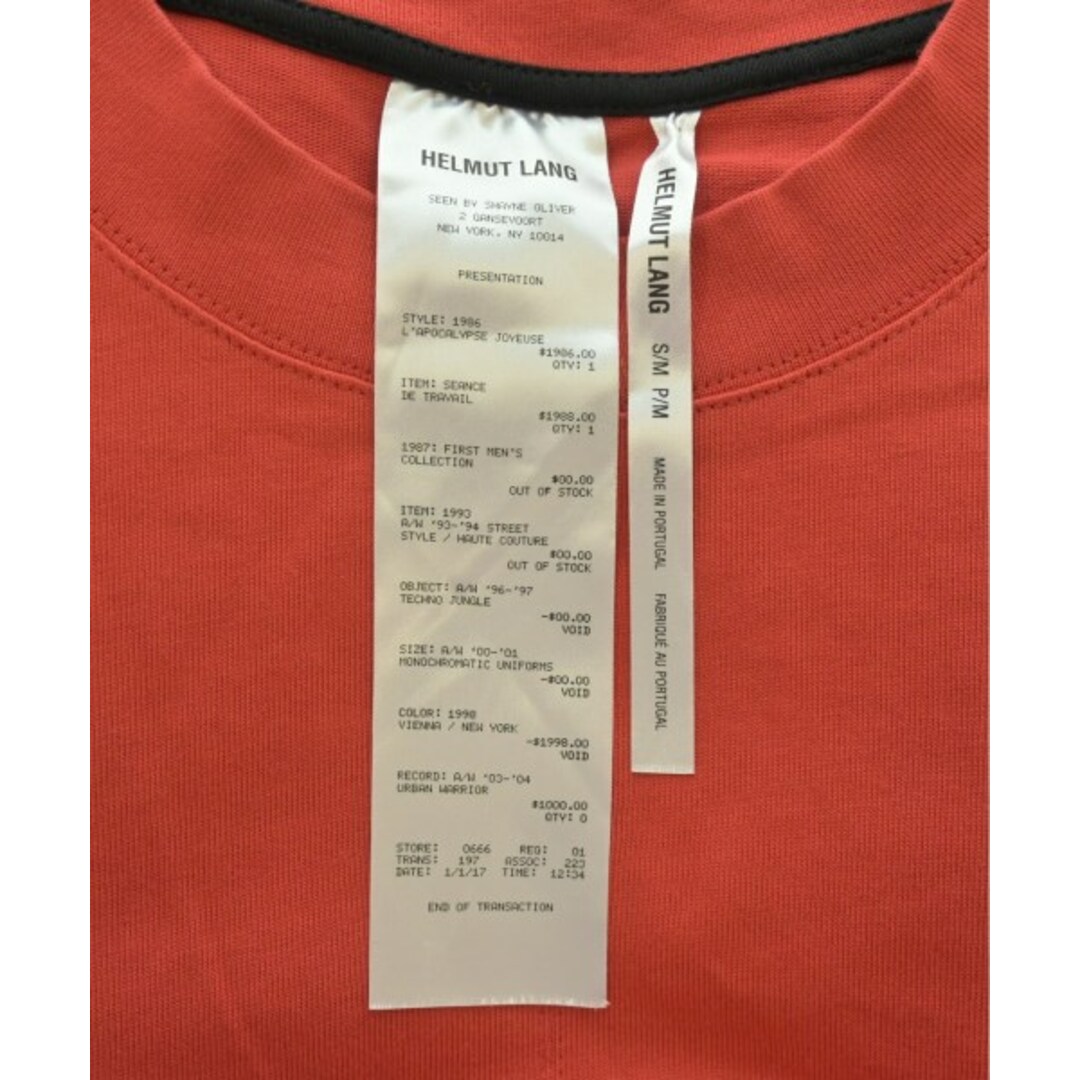 HELMUT LANG
SEEN BY SHAYNE OLIVER
2 GANSEVOORT
NEW YORK, NY 10014
PRESENTATION
STYLE: 1986
L'APOCALYPSE JOYEUSE
$1986.00
QTY: 1
ITEM: SEANCE
DE TRAVAIL
$1988.00
QTY: 1
1987: FIRST MEN'S
COLLECTION
$00.00
OUT OF STOCK
ITEM: 1993
A/W '93-'94 STREET
STYLE / HAUTE COUTURE
$00.00
OUT OF STOCK
OBJECT: A/W '96-'97
TECHNO JUNGLE
-$00.00
VOID
SIZE: A/W '00-'01
MONOCHROMATIC UNIFORMS
-$00.00
VOID
COLOR: 1998
VIENNA / NEW YORK
-$1998.00
VOID
RECORD: A/W '03-'04
URBAN WARRIOR
$1000.00
QTY: 0
STORE: 0666 REG: 01
TRANS: 197 ASSOC: 223
DATE: 1/1/17 TIME: 12:34
END OF TRANSACTION
HELMUT LANG S/M P/M MADE IN PORTUGAL FABRIQUÉ AU PORTUGAL